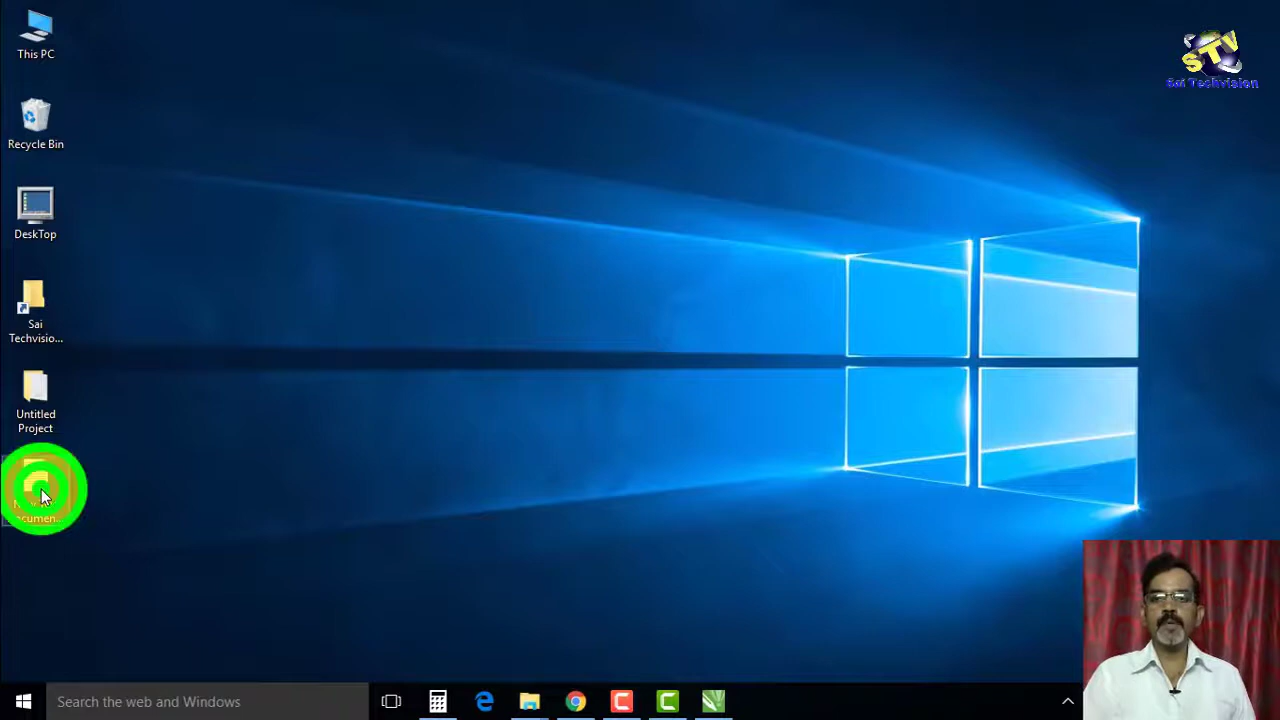 This PC
STV
Sai Techvision
Recycle Bin
DeskTop
Sai
Techvisio...
Untitled
Project
Search the web and Windows